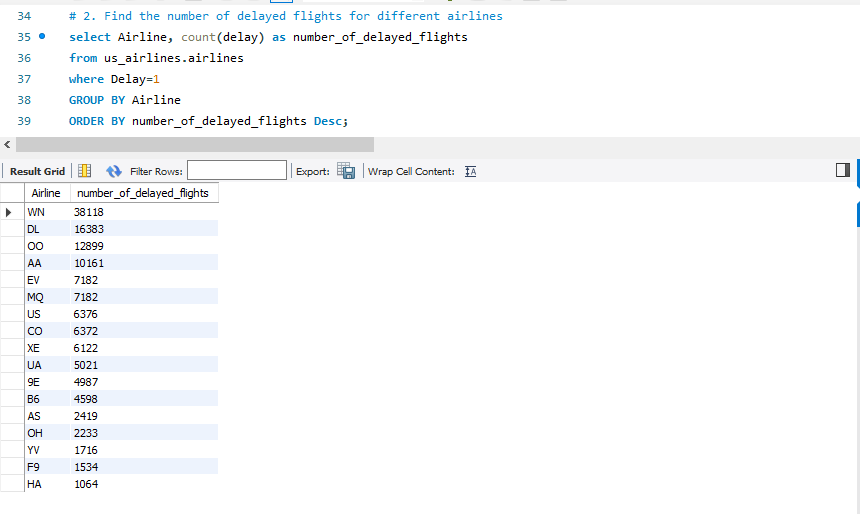 34 # 2. Find the number of delayed flights for different airlines
35 select Airline, count(delay) as number_of_delayed_flights
36 from us_airlines.airlines
37 where Delay=1
38 GROUP BY Airline
39 ORDER BY number_of_delayed_flights Desc;
Result Grid Filter Rows: Export: Wrap Cell Content: IA
Airline number_of_delayed_flights
WN 38118
DL 16383
OO 12899
AA 10161
EV 7182
MQ 7182
US 6376
CO 6372
XE 6122
UA 5021
9E 4987
B6 4598
AS 2419
OH 2233
YV 1716
F9 1534
HA 1064